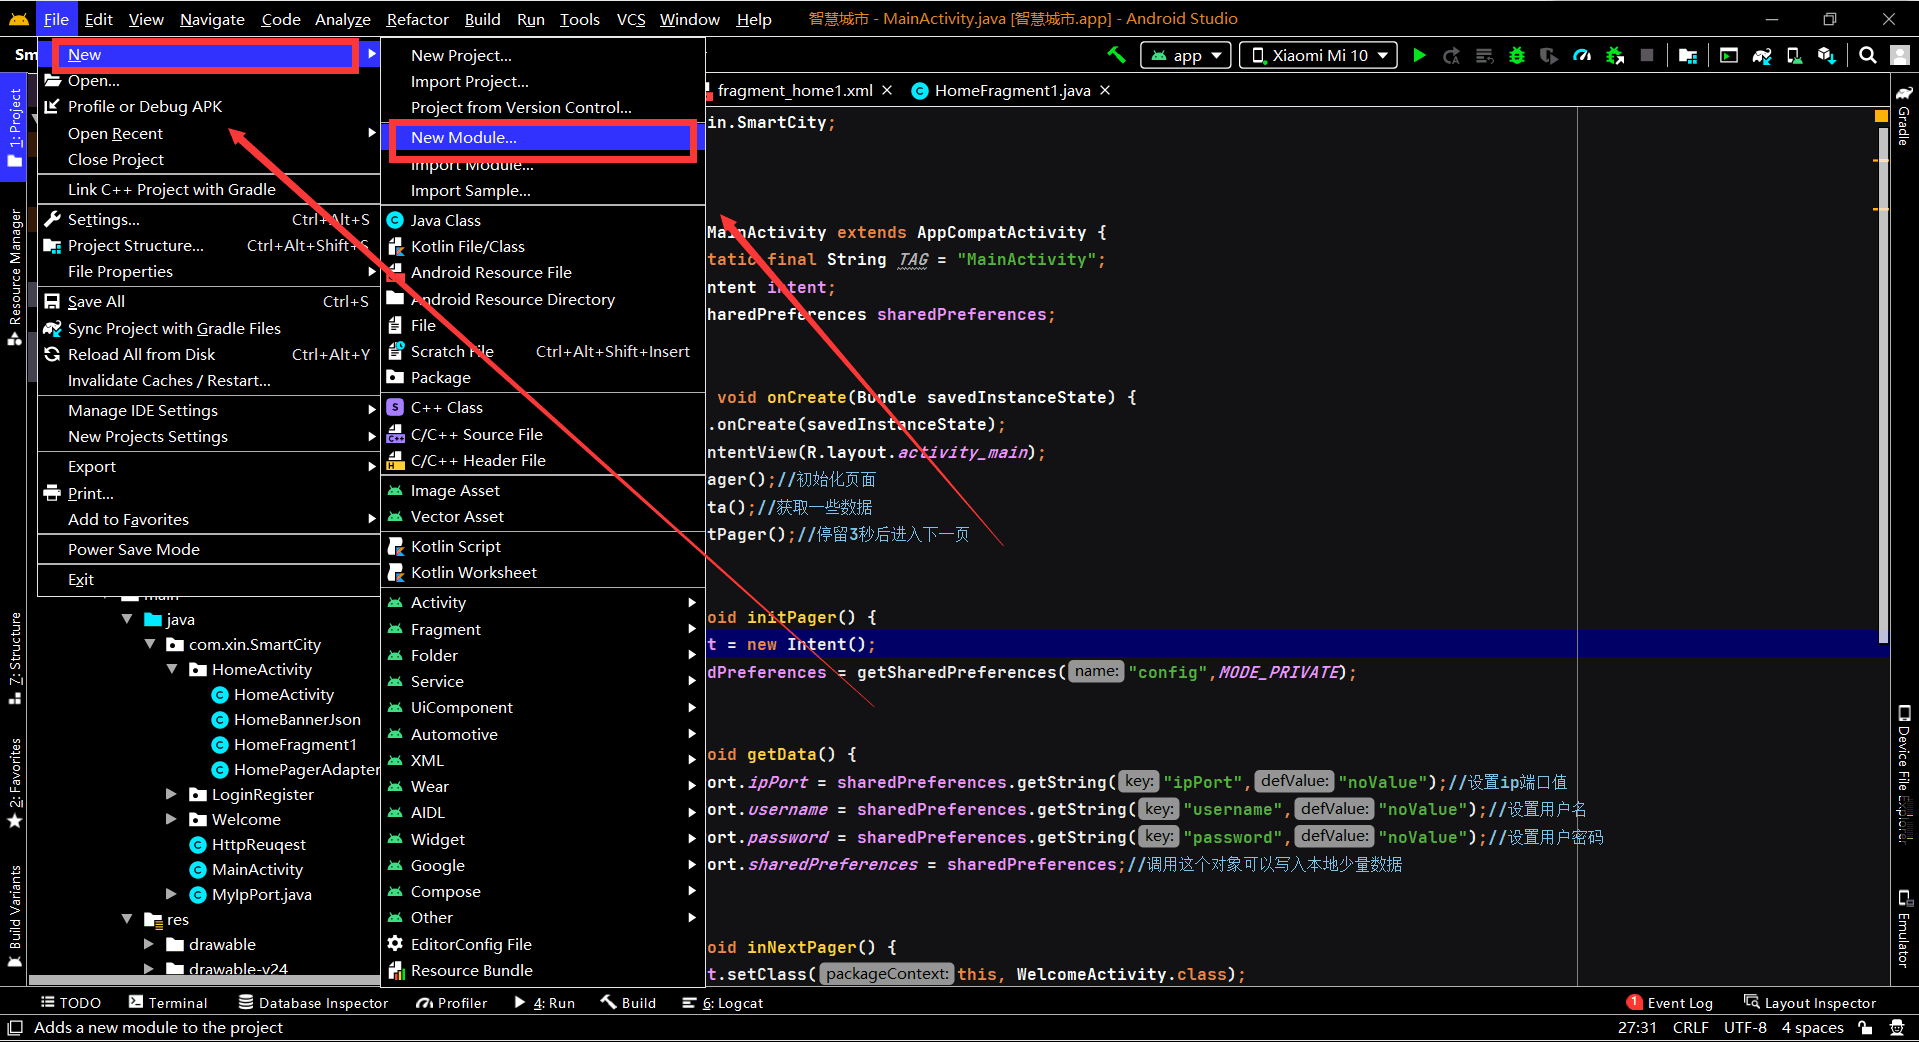 File Edit View Navigate Code Analyze Refactor Build Run Tools VCS Window Help 智慧城市 - MainActivity.java [智慧城市.app] - Android Studio
Sm
app
Xiaomi Mi 10
New
Open...
Profile or Debug APK
Open Recent
Close Project
Link C++ Project with Gradle
Settings... Ctrl+Alt+S
Project Structure... Ctrl+Alt+Shift+S
File Properties
Save All Ctrl+S
Sync Project with Gradle Files
Reload All from Disk Ctrl+Alt+Y
Invalidate Caches / Restart...
Manage IDE Settings
New Projects Settings
Export
Print...
Add to Favorites
Power Save Mode
Exit
New Project...
Import Project...
Project from Version Control...
New Module...
Import Module...
Import Sample...
Java Class
Kotlin File/Class
Android Resource File
Android Resource Directory
File
Scratch File Ctrl+Alt+Shift+Insert
Package
C++ Class
C/C++ Source File
C/C++ Header File
Image Asset
Vector Asset
Kotlin Script
Kotlin Worksheet
Activity
Fragment
Folder
Service
UiComponent
Automotive
XML
Wear
AIDL
Widget
Google
Compose
Other
EditorConfig File
Resource Bundle
main
java
com.xin.SmartCity
HomeActivity
HomeActivity
HomeBannerJson
HomeFragment1
HomePagerAdapter
LoginRegister
Welcome
HttpReuqest
MainActivity
MyIpPort.java
res
drawable
drawable-v24
fragment_home1.xml
HomeFragment1.java
in.SmartCity;
MainActivity extends AppCompatActivity {
tatic final String TAG = "MainActivity";
ntent intent;
haredPreferences sharedPreferences;
void onCreate(Bundle savedInstanceState) {
.onCreate(savedInstanceState);
ntentView(R.layout.activity_main);
ager();//初始化页面
ta();//获取一些数据
tPager();//停留3秒后进入下一页
oid initPager() {
t = new Intent();
dPreferences = getSharedPreferences( name: "config",MODE_PRIVATE);
oid getData() {
ort.ipPort = sharedPreferences.getString( key: "ipPort", defValue: "noValue");//设置ip端口值
ort.username = sharedPreferences.getString( key: "username", defValue: "noValue");//设置用户名
ort.password = sharedPreferences.getString( key: "password", defValue: "noValue");//设置用户密码
ort.sharedPreferences = sharedPreferences;//调用这个对象可以写入本地少量数据
oid inNextPager() {
t.setClass( packageContext: this, WelcomeActivity.class);
1: Project
Resource Manager
7: Structure
2: Favorites
Build Variants
Gradle
Device File Explorer
Emulator
TODO Terminal Database Inspector Profiler 4: Run Build 6: Logcat
1 Event Log Layout Inspector
Adds a new module to the project
27:31 CRLF UTF-8 4 spaces